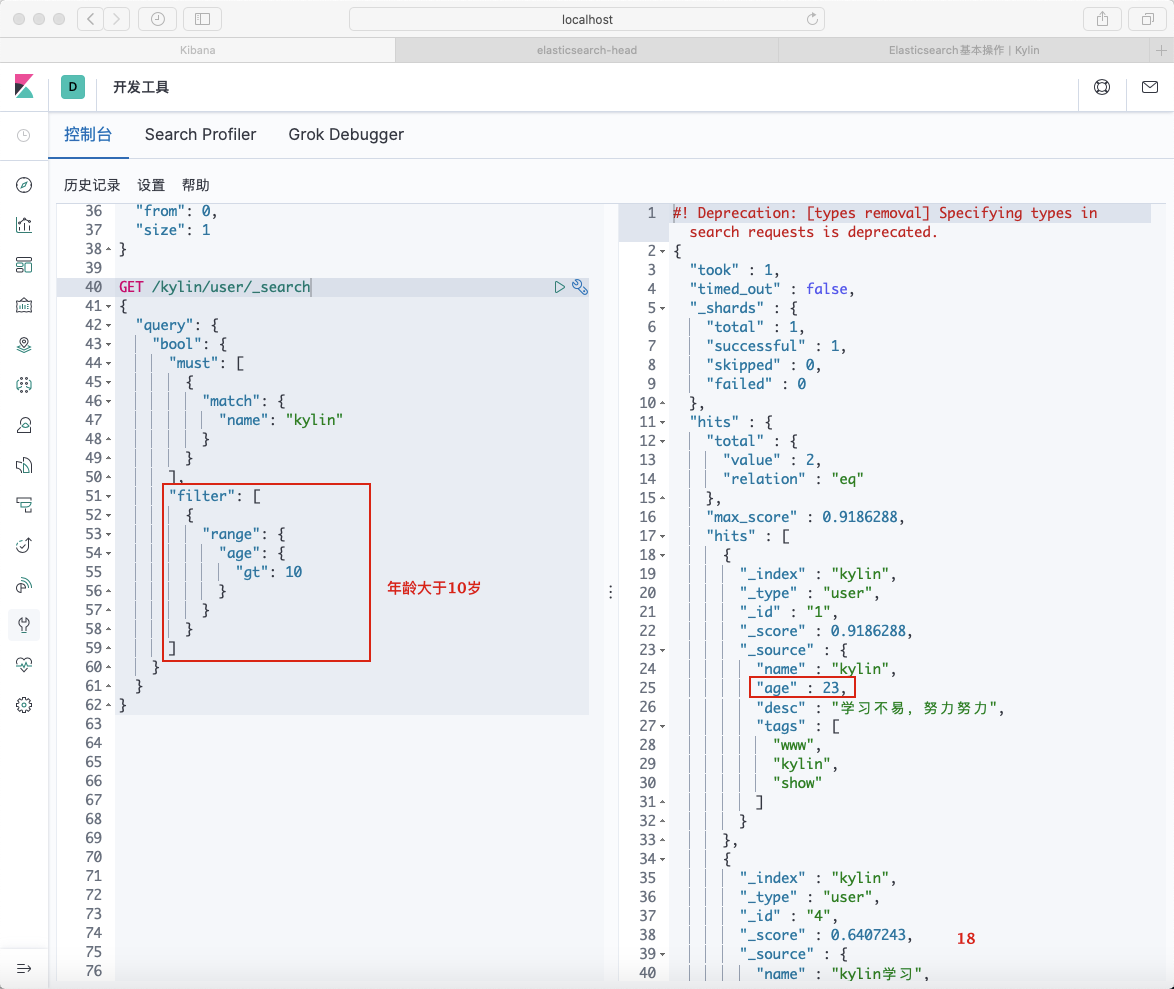 localhost
Kibana
elasticsearch-head
Elasticsearch基本操作 | Kylin
D
开发工具
控制台
Search Profiler
Grok Debugger
历史记录
设置
帮助
36 "from": 0,
37 "size": 1
38 }
39
40 GET /kylin/user/_search
41 {
42 "query": {
43 "bool": {
44 "must": [
45 {
46 "match": {
47 "name": "kylin"
48 }
49 }
50 ],
51 "filter": [
52 {
53 "range": {
54 "age": {
55 "gt": 10
56 }
57 }
58 }
59 ]
60 }
61 }
62 }
63
64
65
66
67
68
69
70
71
72
73
74
75
76
年龄大于10岁
1 #! Deprecation: [types removal] Specifying types in
search requests is deprecated.
2 {
3 "took" : 1,
4 "timed_out" : false,
5 "_shards" : {
6 "total" : 1,
7 "successful" : 1,
8 "skipped" : 0,
9 "failed" : 0
10 },
11 "hits" : {
12 "total" : {
13 "value" : 2,
14 "relation" : "eq"
15 },
16 "max_score" : 0.9186288,
17 "hits" : [
18 {
19 "_index" : "kylin",
20 "_type" : "user",
21 "_id" : "1",
22 "_score" : 0.9186288,
23 "_source" : {
24 "name" : "kylin",
25 "age" : 23,
26 "desc" : "学习不易，努力努力",
27 "tags" : [
28 "www",
29 "kylin",
30 "show"
31 ]
32 }
33 },
34 {
35 "_index" : "kylin",
36 "_type" : "user",
37 "_id" : "4",
38 "_score" : 0.6407243,
18
39 "_source" : {
40 "name" : "kylin学习",